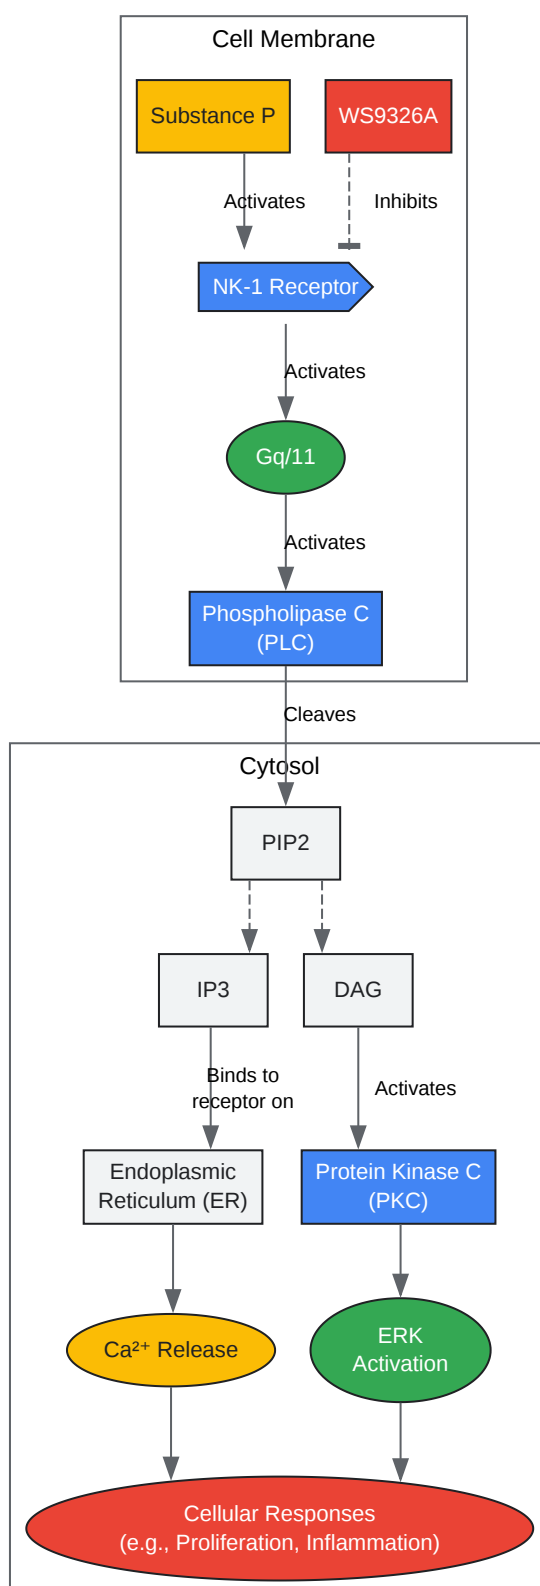 Cell Membrane
Substance P
WS9326A
Activates
Inhibits
NK-1 Receptor
Activates
Gq/11
Activates
Phospholipase C
(PLC)
Cleaves
Cytosol
PIP2
IP3
DAG
Binds to
receptor on
Activates
Endoplasmic
Reticulum (ER)
Protein Kinase C
(PKC)
Ca²⁺ Release
ERK
Activation
Cellular Responses
(e.g., Proliferation, Inflammation)